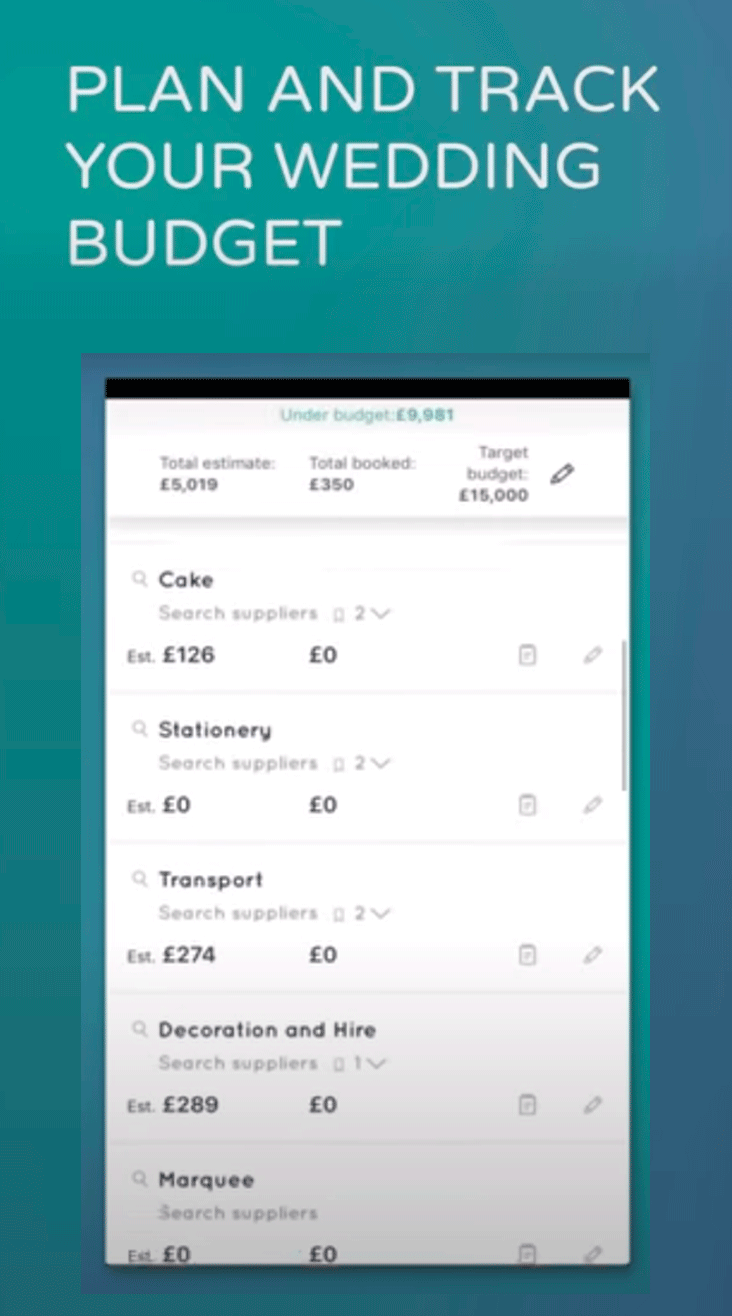 PLAN AND TRACK
YOUR WEDDING
BUDGET
Under budget:£9,981
Total estimate:
£5,019
Total booked:
£350
Target
budget:
£15,000
Cake
Search suppliers 2
Est. £126 £0
Stationery
Search suppliers 2
Est. £0 £0
Transport
Search suppliers 2
Est. £274 £0
Decoration and Hire
Search suppliers 1
Est. £289 £0
Marquee
Search suppliers
Est. £0 £0